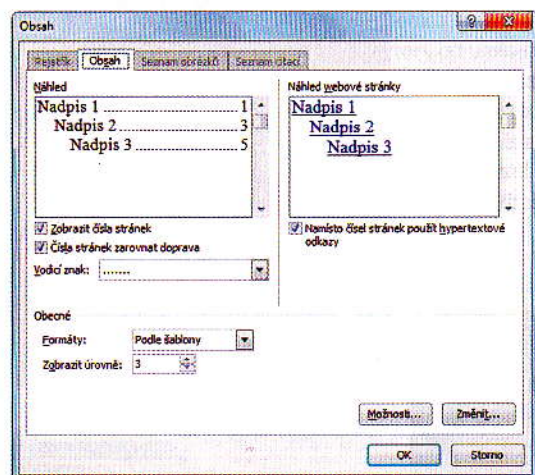 Obsah
Rejstřík
Obsah
Seznam obrázků
Seznam citací
Náhled
Nadpis 1 .................................. 1
Nadpis 2 ............................... 3
Nadpis 3 ............................ 5
Náhled webové stránky
Nadpis 1
Nadpis 2
Nadpis 3
Zobrazit čísla stránek
Čísla stránek zarovnat doprava
Vodicí znak: .......
Namísto čísel stránek použít hypertextové
odkazy
Obecné
Formáty: Podle šablony
Zobrazit úrovně: 3
Možnosti...
Změnit...
OK
Storno